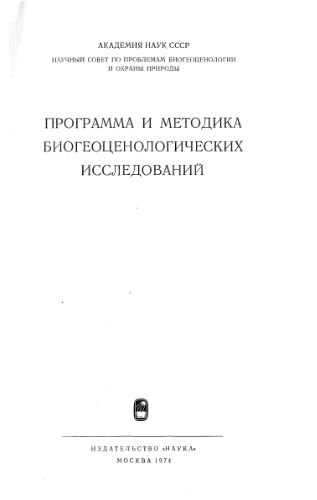 АКАДЕМИЯ НАУК СССР
НАУЧНЫЙ СОВЕТ ПО ПРОБЛЕМАМ БИОГЕОЦЕНОЛОГИИ
И ОХРАНЫ ПРИРОДЫ
ПРОГРАММА И МЕТОДИКА
БИОГЕОЦЕНОЛОГИЧЕСКИХ
ИССЛЕДОВАНИЙ
ИЗДАТЕЛЬСТВО «НАУКА»
МОСКВА 1974